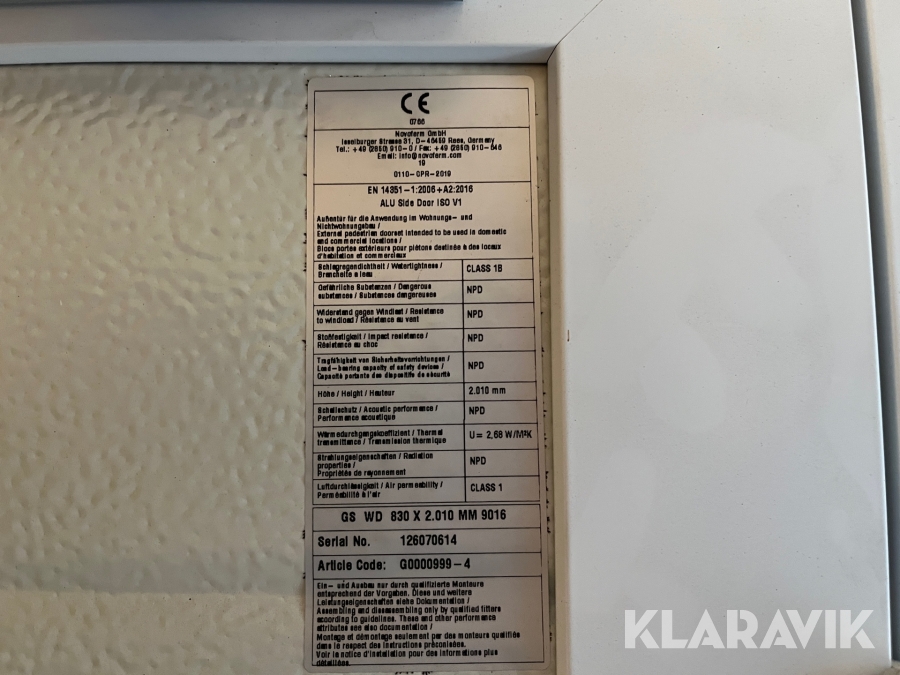 CE
0766
Novoferm GmbH
Isselburger Strasse 31, D-46459 Rees, Germany
Tel.: +49 (2850) 910-0 / Fax: +49 (2850) 910-646
Email: info@novoferm.com
19
0110-CPR-2019
EN 14351-1:2006+A2:2016
ALU Side Door ISO V1
Außentür für die Anwendung im Wohnungs- und
Nichtwohnungsbau /
External pedestrian doorset intended to be used in domestic
and commercial locations /
Blocs portes extérieurs pour piétons destinés à des locaux
d'habitation et commerciaux
Schlagregendichtheit / Watertightness /
Etancheité a leau
CLASS 1B
Gefährliche Substanzen / Dangerous
substances / Substances dangereuses
NPD
Widerstand gegen Windlast / Resistance
to windload / Résistance au vent
NPD
Stoßfestigkeit / Impact resistance /
Résistance au choc
NPD
Tragfähigkeit von Sicherheitsvorrichtungen /
Load-bearing capacity of safety devices /
Capacité portante des dispositifs de sécurité
NPD
Höhe / Height / Hauteur
2.010 mm
Schallschutz / Acoustic performance /
Performance acoustique
NPD
Wärmedurchgangskoeffizient / Thermal
transmittance / Transmission thermique
U= 2,68 W/M²K
Strahlungseigenschaften / Radiation
properties /
Propriétés de rayonnement
NPD
Luftdurchlässigkeit / Air permeability /
Perméabilité à l'air
CLASS 1
GS WD 830 X 2.010 MM 9016
Serial No. 126070614
Article Code: G0000999-4
Ein- und Ausbau nur durch qualifizierte Monteure
entsprechend der Vorgaben. Diese und weitere
Leistungseigenschaften siehe Dokumentation /
Assembling and disassembling only by qualified fitters
according to guidelines. These and other performance
attributes see also documentation /
Montage et démontage seulement par des monteurs qualifiés
dans le respect des instructions préconisées.
Voir la notice d'installation pour des informations plus
détaillées.
KLARAVIK